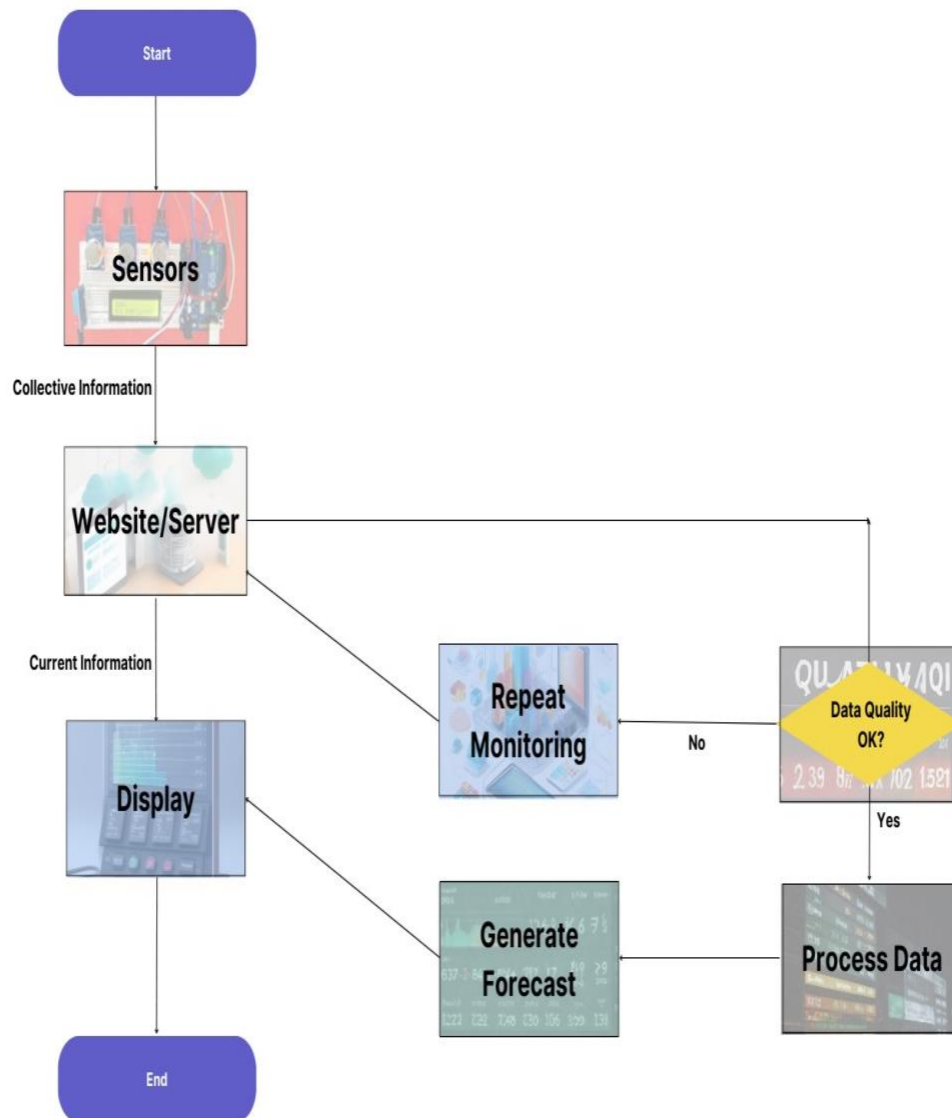 Start
Sensors
Collective Information
Website/Server
Current Information
Repeat
Monitoring
No
Data Quality
OK?
Yes
Display
Generate
Forecast
Process Data
End